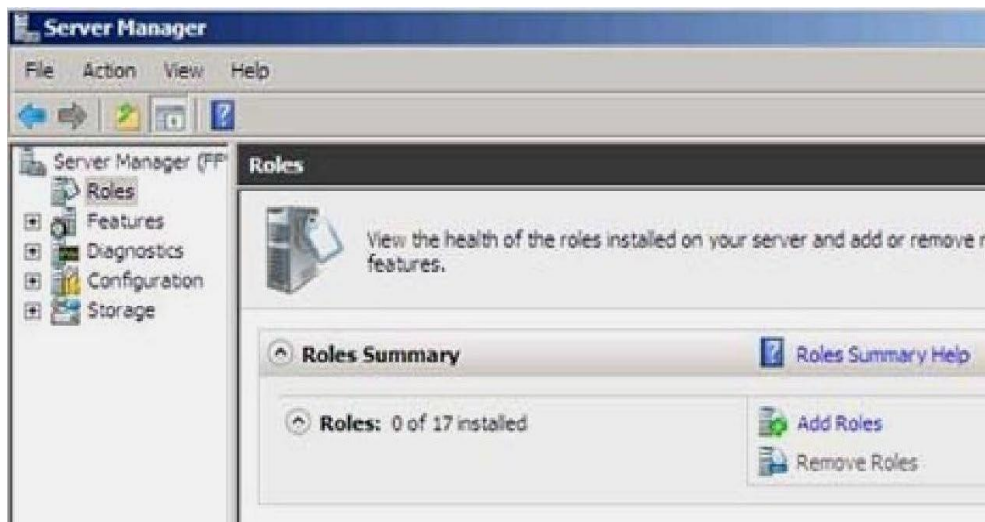 Server Manager
File Action View Help
Server Manager (FF
Roles
Features
Diagnostics
Configuration
Storage
Roles
View the health of the roles installed on your server and add or remove
features.
Roles Summary
Roles Summary Help
Roles: 0 of 17 installed
Add Roles
Remove Roles